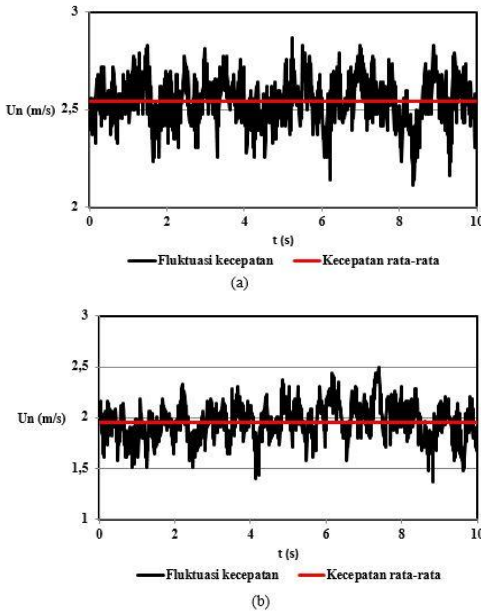 3
2,5
Un (m/s)
2
0 2 4 6 8 10
t (s)
Fluktuasi kecepatan Kecepatan rata-rata
(a)
3
2,5
Un (m/s) 2
1,5
1
0 2 4 6 8 10
t (s)
Fluktuasi kecepatan Kecepatan rata-rata
(b)